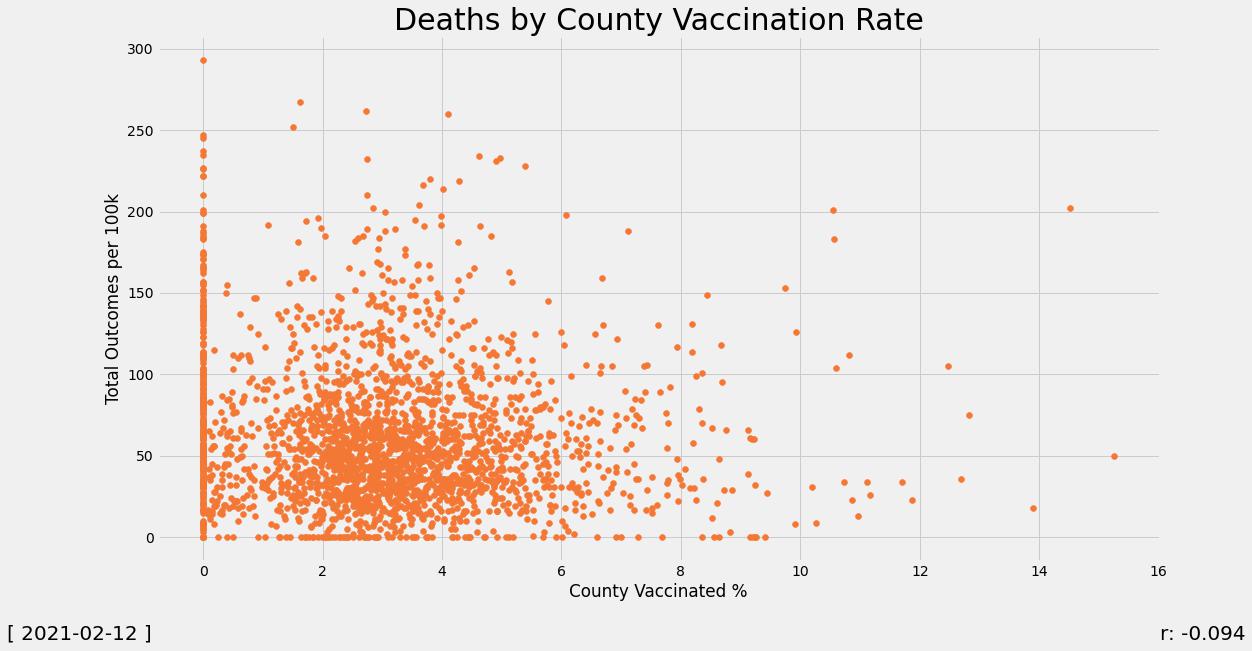 Deaths by County Vaccination Rate
Total Outcomes per 100k
300
250
200
150
100
50
0
0 2 4 6 8 10 12 14 16
County Vaccinated %
[ 2021-02-12 ]
r: -0.094